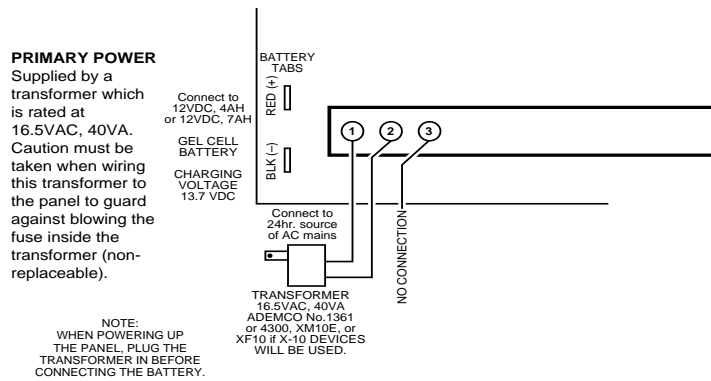 PRIMARY POWER
Supplied by a
transformer which
is rated at
16.5VAC, 40VA.
Caution must be
taken when wiring
this transformer to
the panel to guard
against blowing the
fuse inside the
transformer (non-
replaceable).
BATTERY
TABS
RED (+)
BLK (–)
Connect to
12VDC, 4AH
or 12VDC, 7AH
GEL CELL
BATTERY
CHARGING
VOLTAGE
13.7 VDC
1 2 3
Connect to
24hr. source
of AC mains
NO CONNECTION
TRANSFORMER
16.5VAC, 40VA
ADEMCO No.1361
or 4300, XM10E, or
XF10 if X-10 DEVICES
WILL BE USED.
NOTE:
WHEN POWERING UP
THE PANEL, PLUG THE
TRANSFORMER IN BEFORE
CONNECTING THE BATTERY.